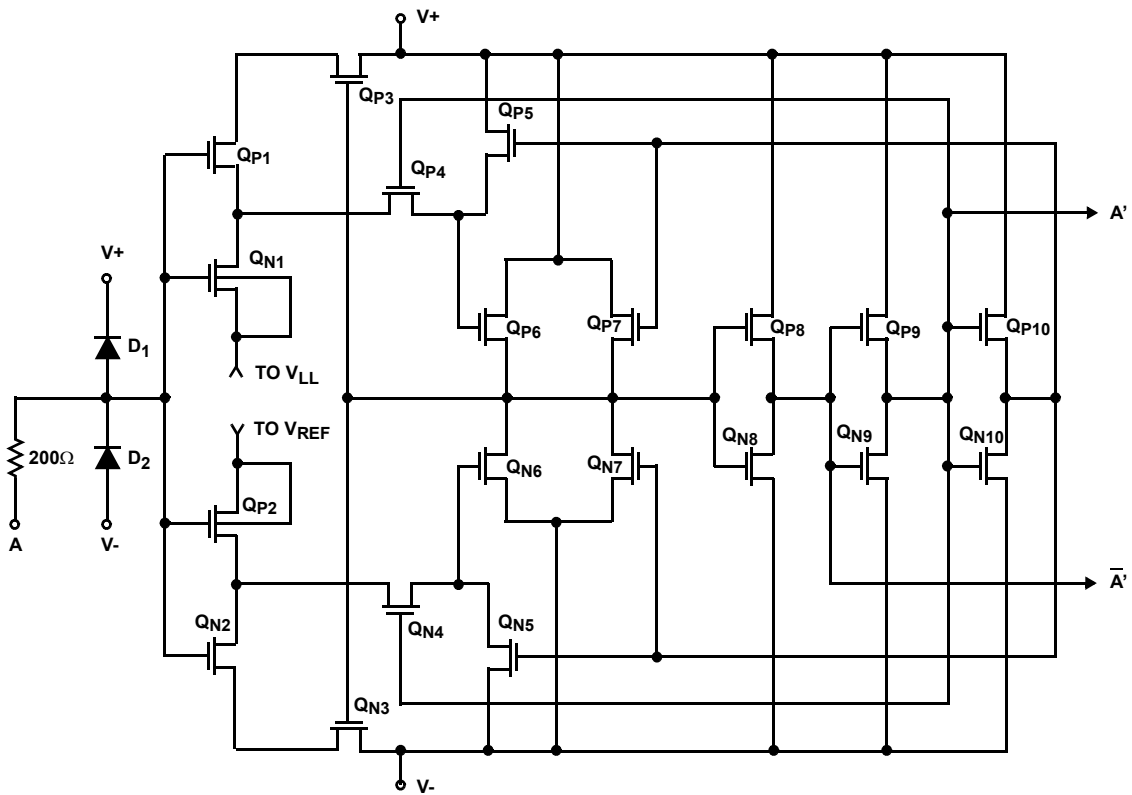 V+
QP3
QP5
QP1
QP4
A'
V+
QN1
QP6
QP7
QP8
QP9
QP10
D1
TO VLL
TO VREF
200Ω
D2
QN6
QN7
QN8
QN9
QN10
QP2
A
V-
A̅'
QN2
QN4
QN5
QN3
V-